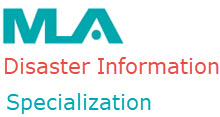 MLA
Disaster Information
Specialization